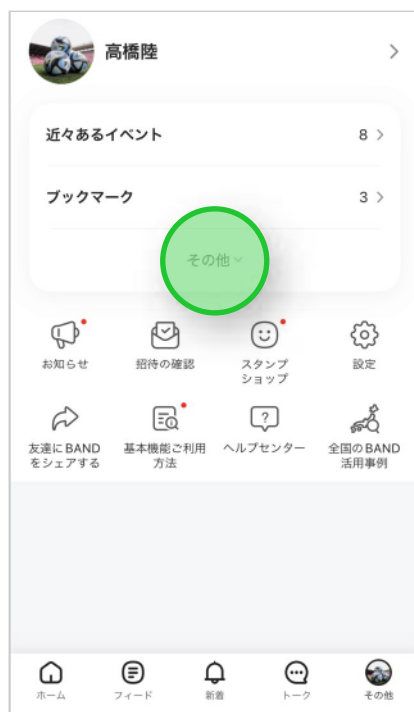 高橋陸
近々あるイベント 8
ブックマーク 3
その他
お知らせ 招待の確認 スタンプ 設定
ショップ
友達にBAND 基本機能ご利用 ヘルプセンター 全国のBAND
をシェアする 方法 活用事例
ホーム フィード 新着 トーク その他